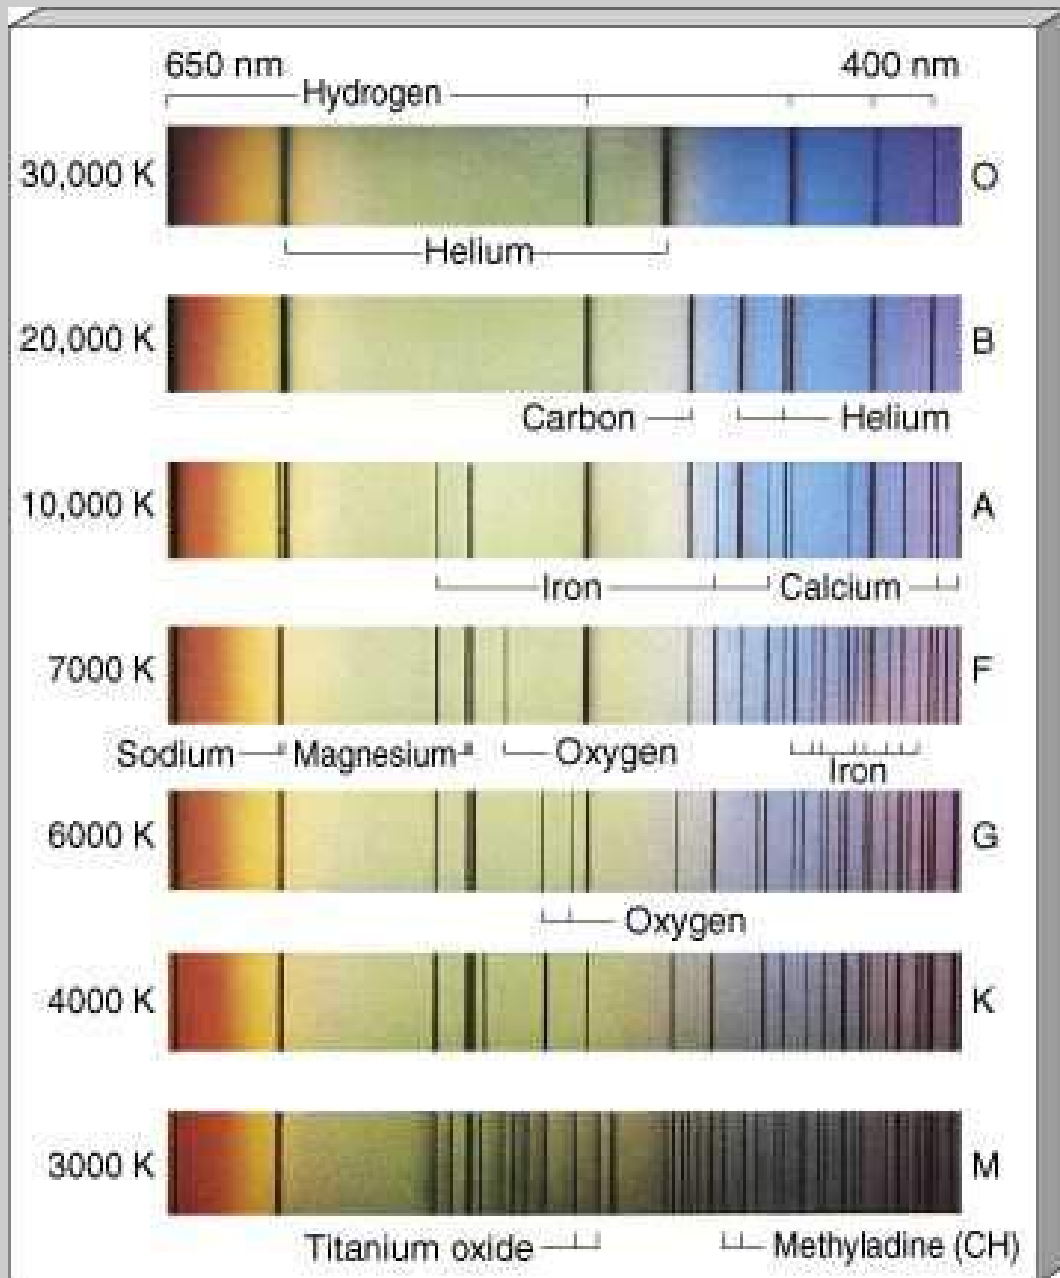 650 nm 400 nm
Hydrogen
30,000 K O
Helium
20,000 K B
Carbon Helium
10,000 K A
Iron Calcium
7000 K F
Sodium Magnesium Oxygen
Iron
6000 K G
Oxygen
4000 K K
3000 K M
Titanium oxide Methyladine (CH)